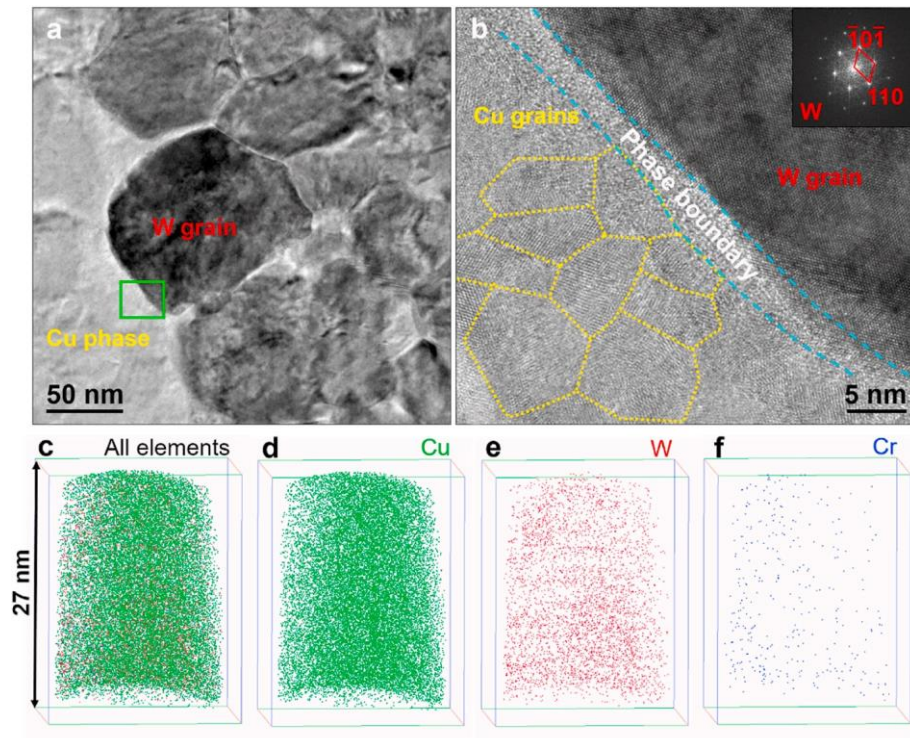 a
W grain
Cu phase
50 nm
b
1̄01̄
110
W
Cu grains
Phase boundary
W grain
5 nm
c All elements
27 nm
d Cu
e W
f Cr